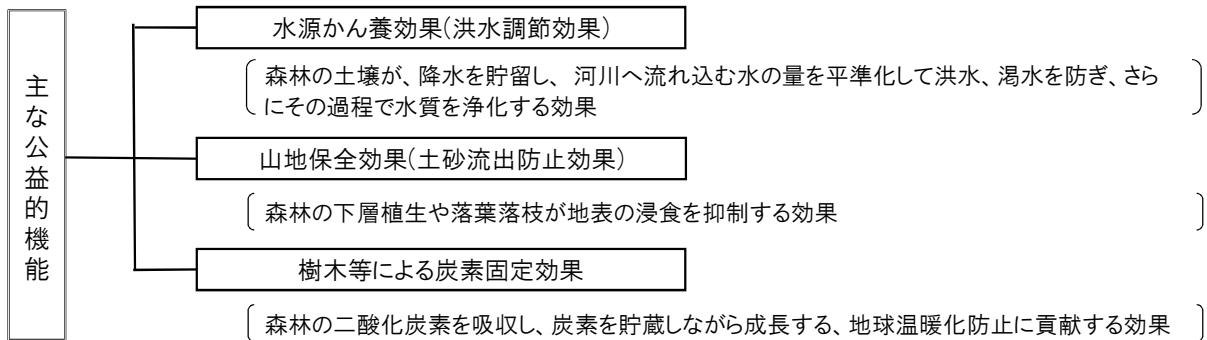 主な公益的機能
水源かん養効果(洪水調節効果)
森林の土壌が、降水を貯留し、 河川へ流れ込む水の量を平準化して洪水、渇水を防ぎ、さら
にその過程で水質を浄化する効果
山地保全効果(土砂流出防止効果)
森林の下層植生や落葉落枝が地表の浸食を抑制する効果
樹木等による炭素固定効果
森林の二酸化炭素を吸収し、炭素を貯蔵しながら成長する、地球温暖化防止に貢献する効果